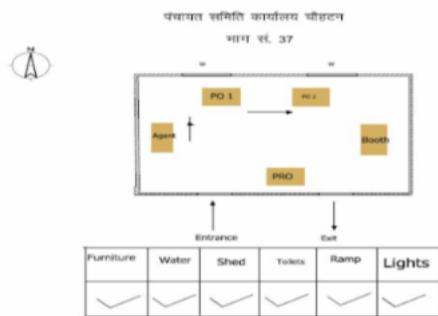 पंचायत समिति कार्यालय चौहटन
भाग सं. 37
N
W W
PO 1 PO 2
Agent Booth
PRO
Entrance Exit
Furniture Water Shed Toilets Ramp Lights